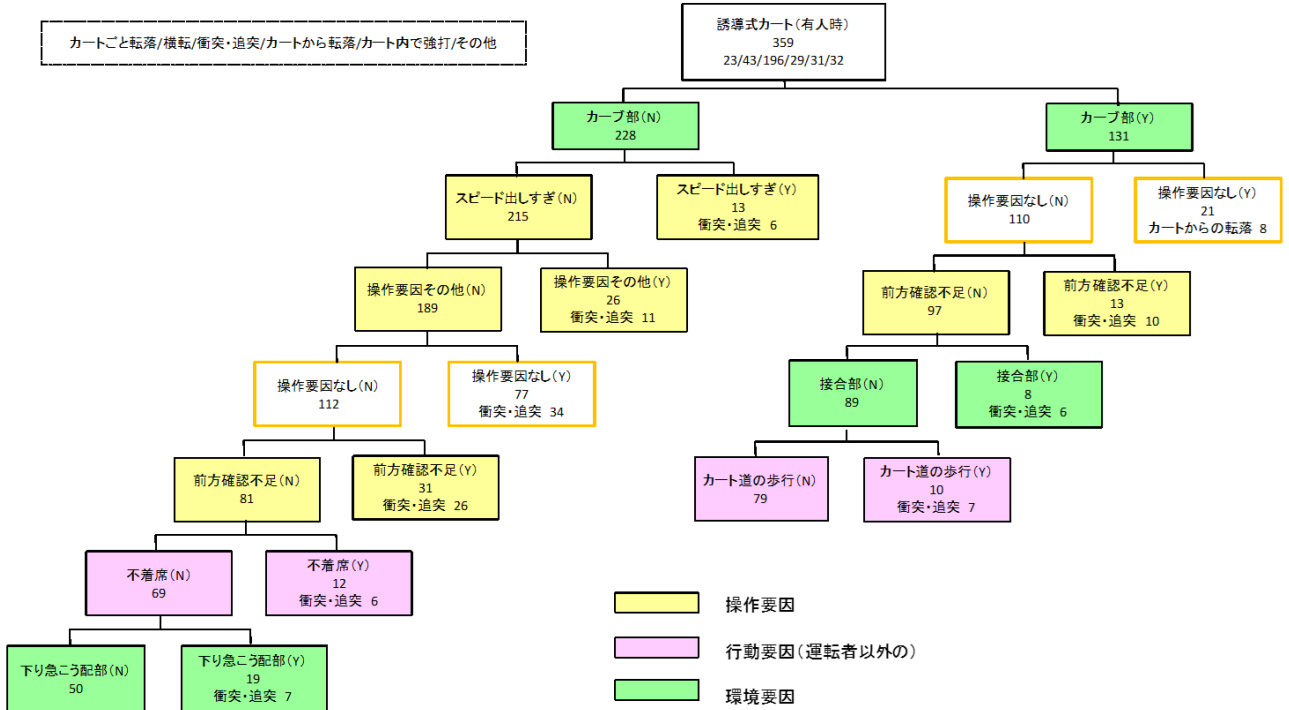 カートごと転落/横転/衝突・追突/カートから転落/カート内で強打/その他
誘導式カート(有人時)
359
23/43/196/29/31/32
カーブ部(N)
228
カーブ部(Y)
131
スピード出しすぎ(N)
215
スピード出しすぎ(Y)
13
衝突・追突 6
操作要因なし(N)
110
操作要因なし(Y)
21
カートからの転落 8
操作要因その他(N)
189
操作要因その他(Y)
26
衝突・追突 11
前方確認不足(N)
97
前方確認不足(Y)
13
衝突・追突 10
操作要因なし(N)
112
操作要因なし(Y)
77
衝突・追突 34
接合部(N)
89
接合部(Y)
8
衝突・追突 6
前方確認不足(N)
81
前方確認不足(Y)
31
衝突・追突 26
カート道の歩行(N)
79
カート道の歩行(Y)
10
衝突・追突 7
不着席(N)
69
不着席(Y)
12
衝突・追突 6
下り急こう配部(N)
50
下り急こう配部(Y)
19
衝突・追突 7
操作要因
行動要因(運転者以外の)
環境要因